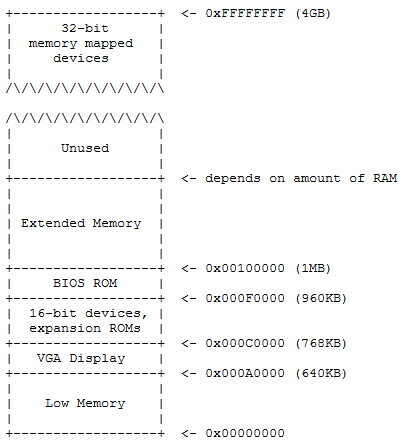 +------------------+  <- 0xFFFFFFFF (4GB)
|      32-bit      |
|  memory mapped   |
|     devices      |
|                  |
/\/\/\/\/\/\/\/\/\/\
/\/\/\/\/\/\/\/\/\/\
|                  |
|      Unused      |
|                  |
+------------------+  <- depends on amount of RAM
|                  |
|                  |
| Extended Memory  |
|                  |
|                  |
+------------------+  <- 0x00100000 (1MB)
|     BIOS ROM     |
+------------------+  <- 0x000F0000 (960KB)
|  16-bit devices, |
|  expansion ROMs  |
+------------------+  <- 0x000C0000 (768KB)
|   VGA Display    |
+------------------+  <- 0x000A0000 (640KB)
|                  |
|    Low Memory    |
|                  |
+------------------+  <- 0x00000000